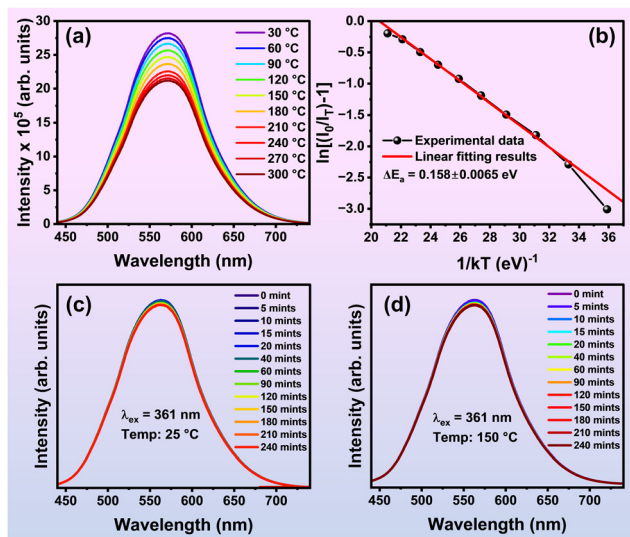 (a)
30 °C
60 °C
90 °C
120 °C
150 °C
180 °C
210 °C
240 °C
270 °C
300 °C
Intensity x 10⁵ (arb. units)
30
25
20
15
10
5
0
450 500 550 600 650 700
Wavelength (nm)
(b)
ln[(I₀/I_T)-1]
0.0
-0.5
-1.0
-1.5
-2.0
-2.5
-3.0
Experimental data
Linear fitting results
ΔEₐ = 0.158±0.0065 eV
20 22 24 26 28 30 32 34 36
1/kT (eV)⁻¹
(c)
0 mint
5 mints
10 mints
15 mints
20 mints
40 mints
60 mints
90 mints
120 mints
150 mints
180 mints
210 mints
240 mints
Intensity (arb. units)
λₑₓ = 361 nm
Temp: 25 °C
450 500 550 600 650 700
Wavelength (nm)
(d)
0 mint
5 mints
10 mints
15 mints
20 mints
40 mints
60 mints
90 mints
120 mints
150 mints
180 mints
210 mints
240 mints
Intensity (arb. units)
λₑₓ = 361 nm
Temp: 150 °C
450 500 550 600 650 700
Wavelength (nm)